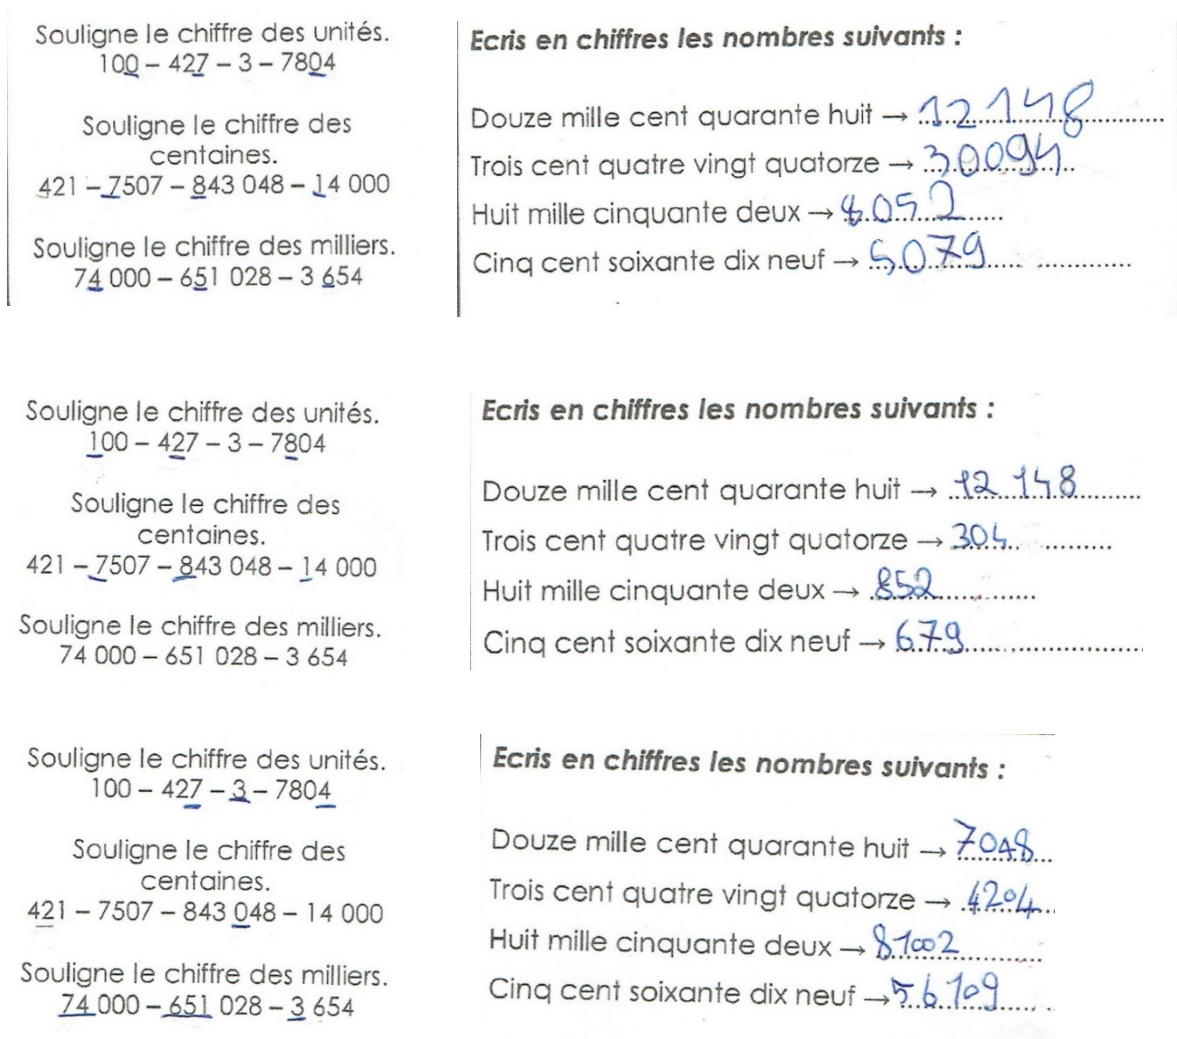 Souligne le chiffre des unités.
100 – 427 – 3 – 7804
Souligne le chiffre des
centaines.
421 – 7507 – 843 048 – 14 000
Souligne le chiffre des milliers.
74 000 – 651 028 – 3 654
Ecris en chiffres les nombres suivants :
Douze mille cent quarante huit → 12 148
Trois cent quatre vingt quatorze → 30094
Huit mille cinquante deux → 8052
Cinq cent soixante dix neuf → 5079
Souligne le chiffre des unités.
100 – 427 – 3 – 7804
Souligne le chiffre des
centaines.
421 – 7507 – 843 048 – 14 000
Souligne le chiffre des milliers.
74 000 – 651 028 – 3 654
Ecris en chiffres les nombres suivants :
Douze mille cent quarante huit → 12 148
Trois cent quatre vingt quatorze → 304
Huit mille cinquante deux → 852
Cinq cent soixante dix neuf → 679
Souligne le chiffre des unités.
100 – 427 – 3 – 7804
Souligne le chiffre des
centaines.
421 – 7507 – 843 048 – 14 000
Souligne le chiffre des milliers.
74 000 – 651 028 – 3 654
Ecris en chiffres les nombres suivants :
Douze mille cent quarante huit → 7048
Trois cent quatre vingt quatorze → 4204
Huit mille cinquante deux → 81002
Cinq cent soixante dix neuf → 56109